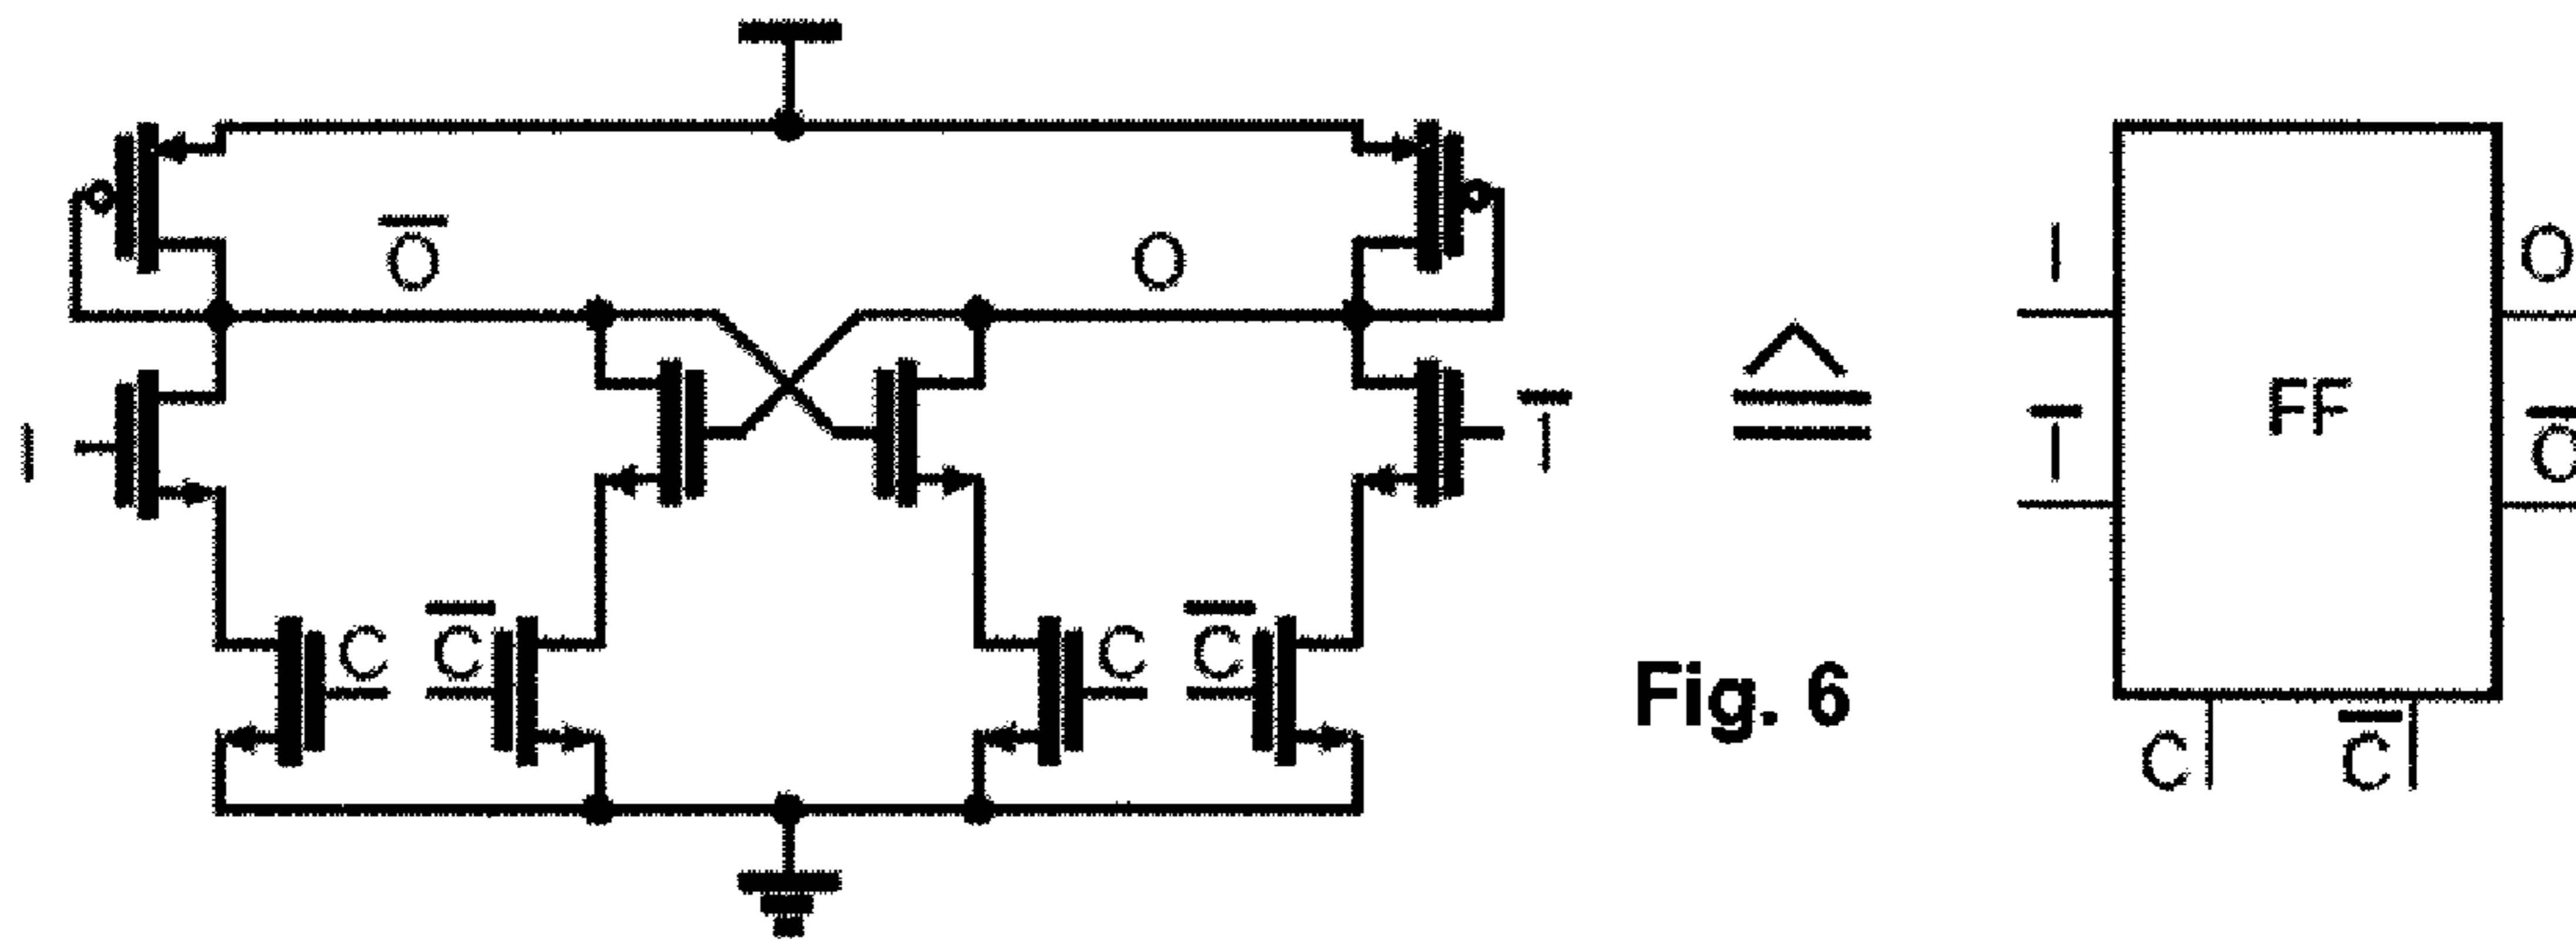 O̅ O
I I̅
C C̅ C C̅
Fig. 6
I O
I̅ FF O̅
C C̅